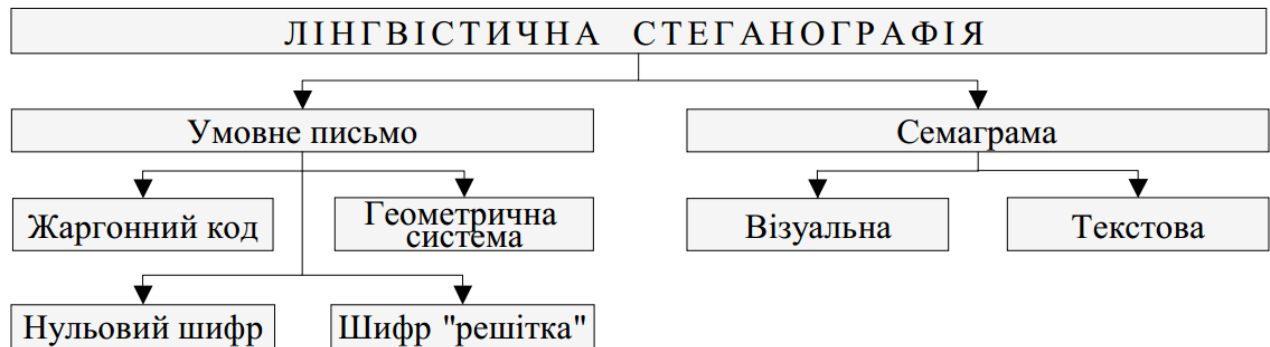 ЛІНГВІСТИЧНА СТЕГАНОГРАФІЯ
Умовне письмо
Семаграма
Жаргонний код
Геометрична
система
Візуальна
Текстова
Нульовий шифр
Шифр "решітка"